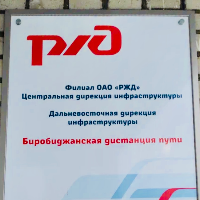 РЖД
Филиал ОАО «РЖД»
Центральная дирекция инфраструктуры
Дальневосточная дирекция
инфраструктуры
Биробиджанская дистанция пути